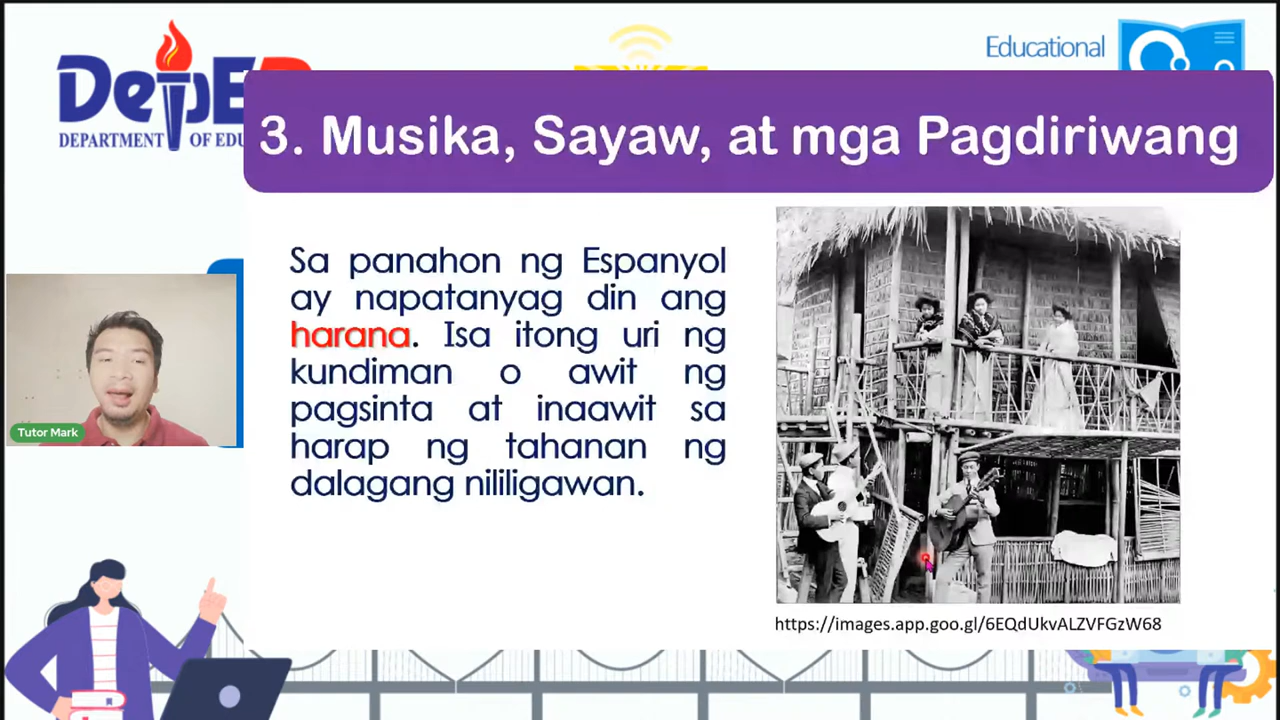 DepE
DEPARTMENT OF EDU
Educational
3. Musika, Sayaw, at mga Pagdiriwang
Sa panahon ng Espanyol
ay napatanyag din ang
harana. Isa itong uri ng
kundiman o awit ng
pagsinta at inaawit sa
harap ng tahanan ng
dalagang nililigawan.
Tutor Mark
https://images.app.goo.gl/6EQdUkvALZVFGzW68